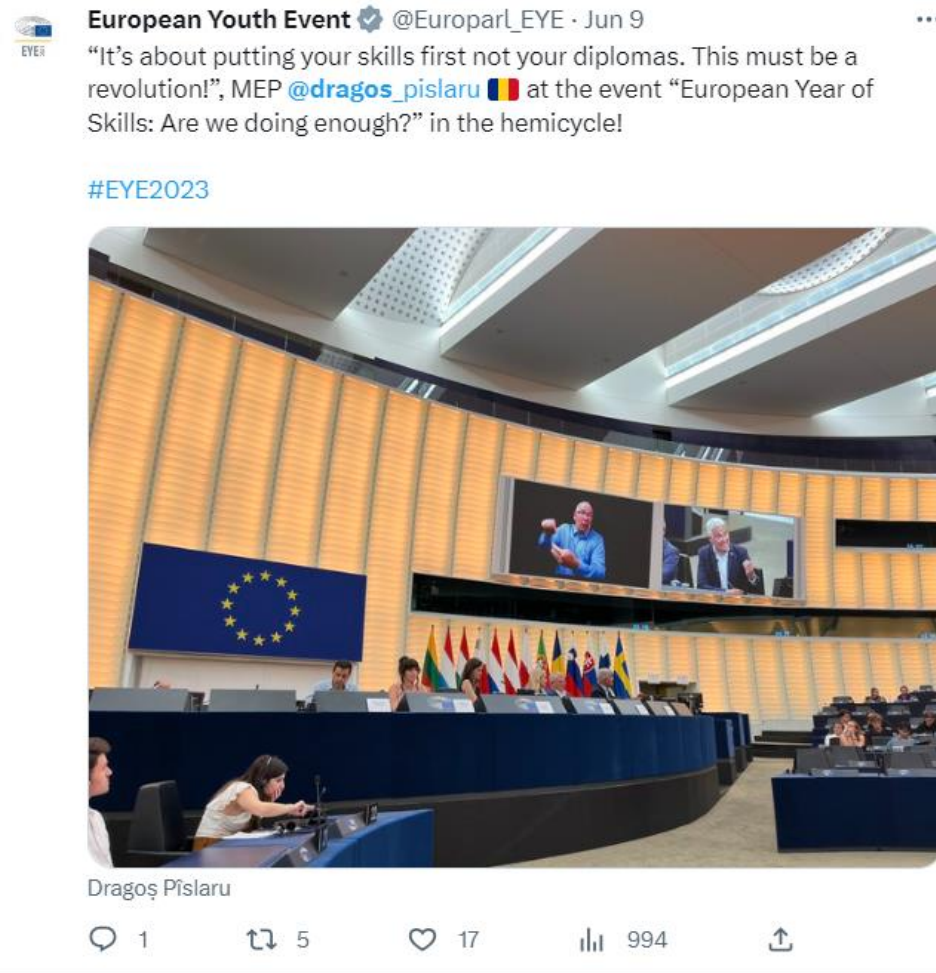 European Youth Event @Europarl_EYE · Jun 9
EYE
“It’s about putting your skills first not your diplomas. This must be a
revolution!”, MEP @dragos_pislaru 🇷🇴 at the event “European Year of
Skills: Are we doing enough?” in the hemicycle!
#EYE2023
Dragoș Pîslaru
1 5 17 994